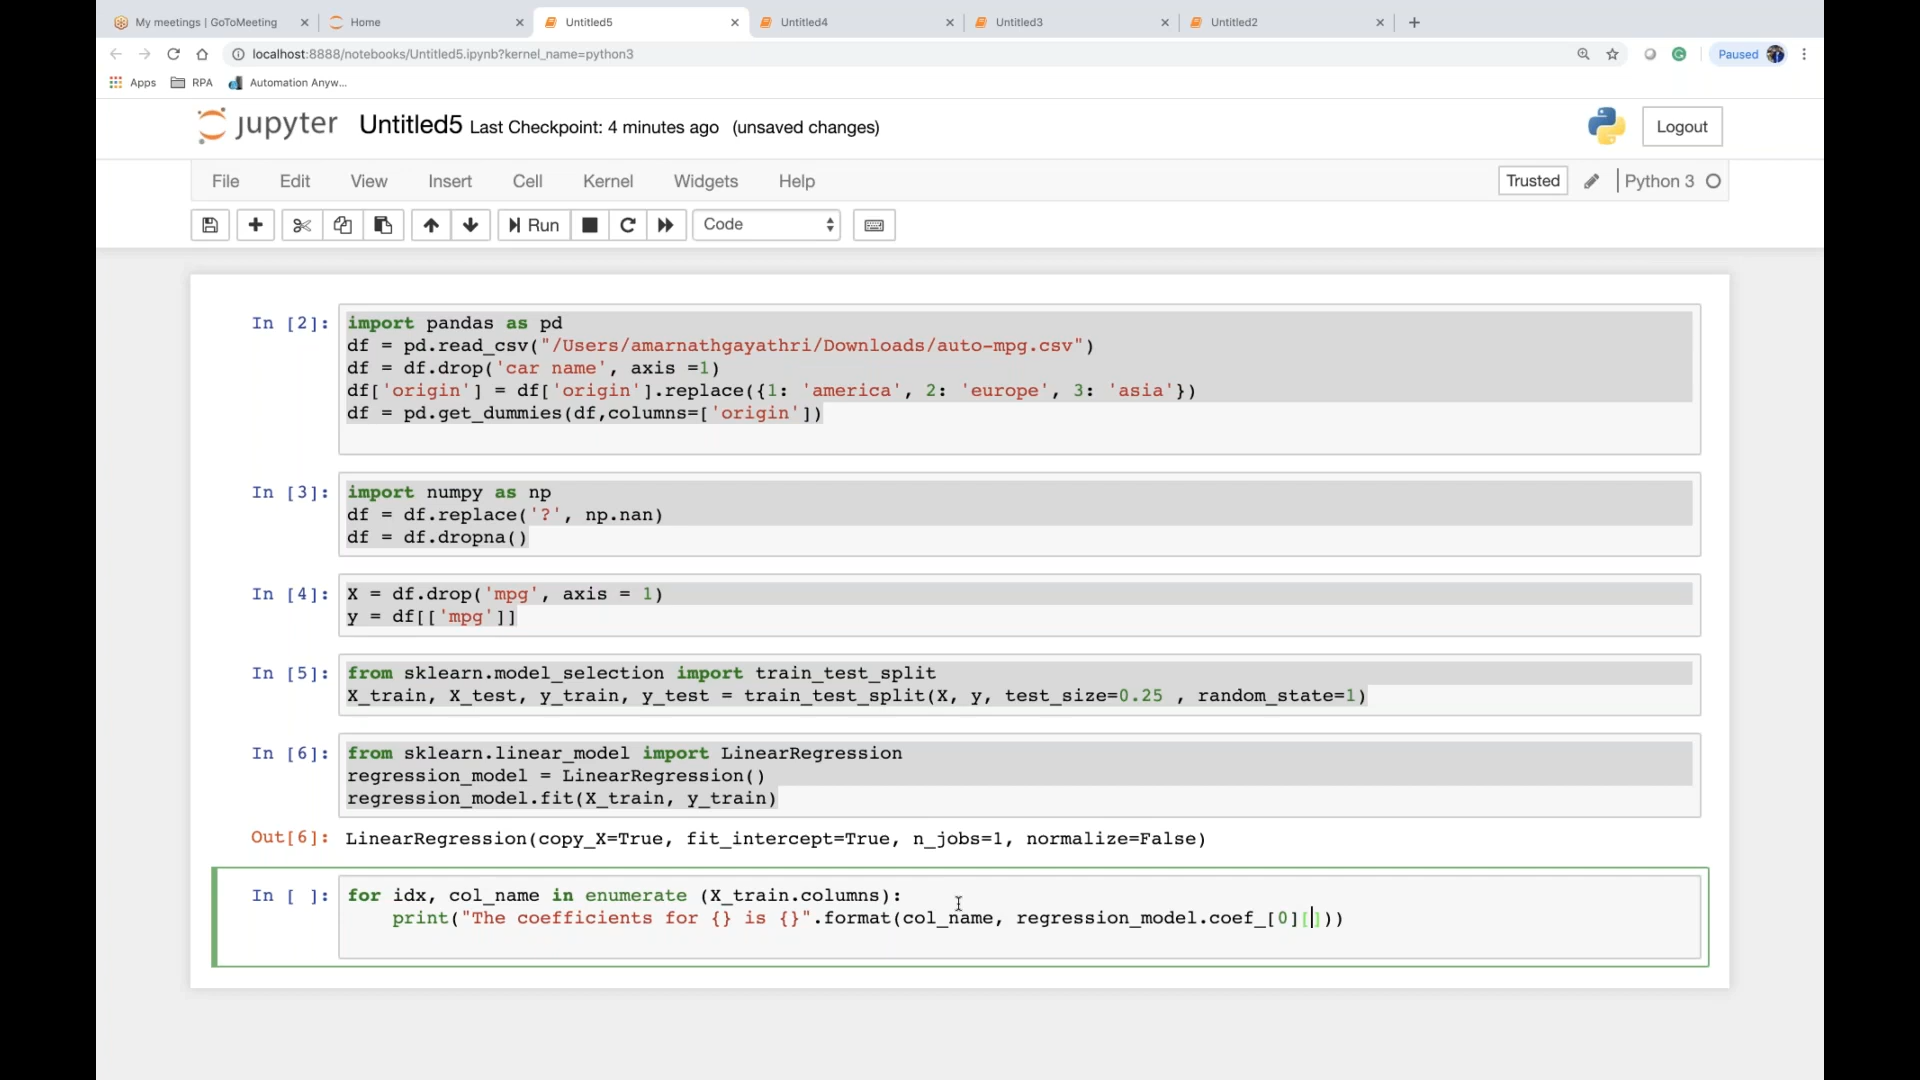 My meetings | GoToMeeting
Home
Untitled5
Untitled4
Untitled3
Untitled2
localhost:8888/notebooks/Untitled5.ipynb?kernel_name=python3
Paused
Apps
RPA
Automation Anyw...
jupyter
Untitled5 Last Checkpoint: 4 minutes ago (unsaved changes)
Logout
File Edit View Insert Cell Kernel Widgets Help
Trusted
Python 3
Run
Code
In [2]:
import pandas as pd
df = pd.read_csv("/Users/amarnathgayathri/Downloads/auto-mpg.csv")
df = df.drop('car name', axis =1)
df['origin'] = df['origin'].replace({1: 'america', 2: 'europe', 3: 'asia'})
df = pd.get_dummies(df,columns=['origin'])
In [3]:
import numpy as np
df = df.replace('?', np.nan)
df = df.dropna()
In [4]:
X = df.drop('mpg', axis = 1)
y = df[['mpg']]
In [5]:
from sklearn.model_selection import train_test_split
X_train, X_test, y_train, y_test = train_test_split(X, y, test_size=0.25 , random_state=1)
In [6]:
from sklearn.linear_model import LinearRegression
regression_model = LinearRegression()
regression_model.fit(X_train, y_train)
Out[6]:
LinearRegression(copy_X=True, fit_intercept=True, n_jobs=1, normalize=False)
In [ ]:
for idx, col_name in enumerate (X_train.columns):
    print("The coefficients for {} is {}".format(col_name, regression_model.coef_[0][]))